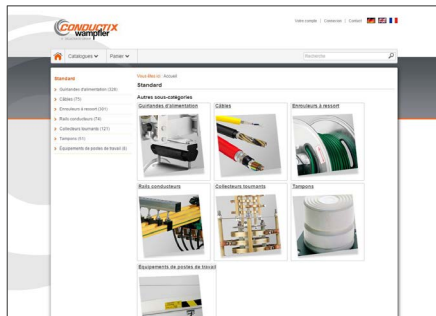 CONDUCTIX
wampfler
Votre compte | Connexion | Contact
Catalogues Panier Recherche
Standard
Guirlandes d'alimentation (328)
Câbles (75)
Enrouleurs à ressort (391)
Rails conducteurs (74)
Collecteurs tournants (121)
Tampons (51)
Équipements de postes de travail (6)
Vous êtes ici: Accueil
Standard
Autres sous-catégories
Guirlandes d'alimentation Câbles Enrouleurs à ressort
Rails conducteurs Collecteurs tournants Tampons
Équipements de postes de travail